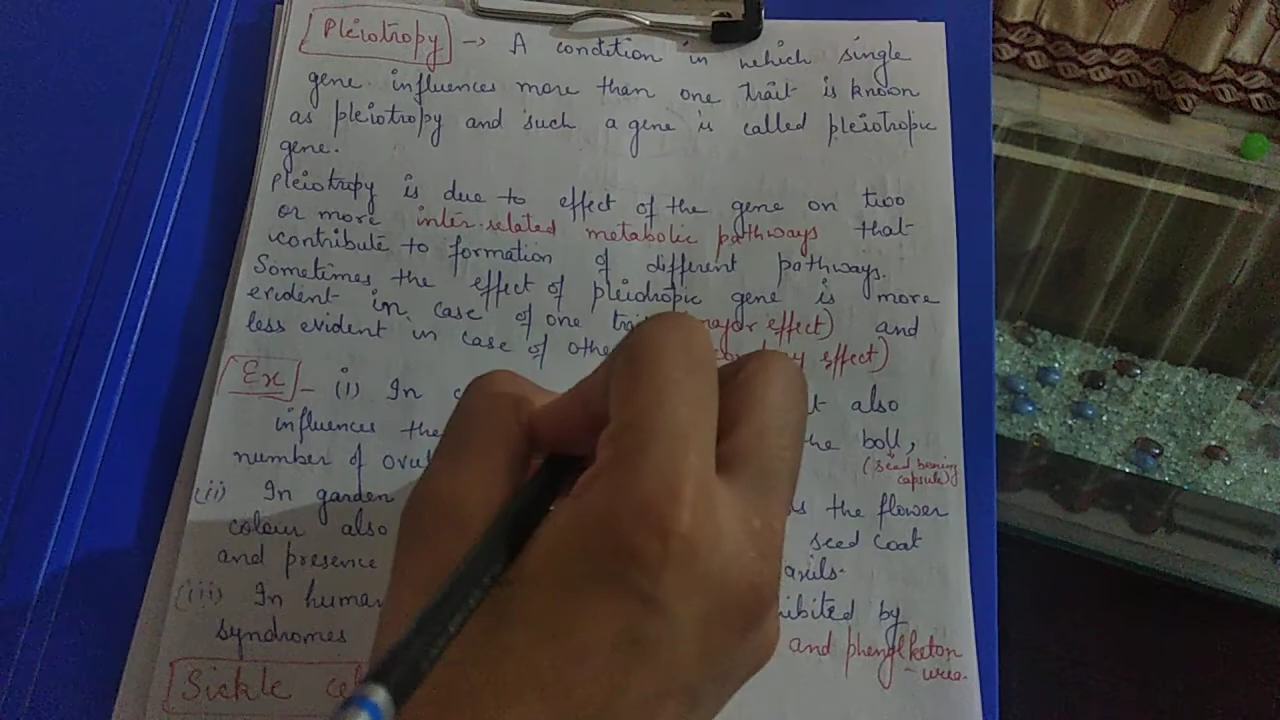 Pleiotropy → A condition in which single
gene influences more than one trait is known
as pleiotropy and such a gene is called pleiotropic
gene.
Pleiotropy is due to effect of the gene on two
or more inter-related metabolic pathways that
contribute to formation of different pathways.
Sometimes the effect of pleiotropic gene is more
evident in case of one major effect) and
less evident in case of effect)
Ex - (i) In also
influences the the boll,
(seed bearing
capsule)
number of
(ii) In garden the flower
colour also seed coat
and presence axils.
(iii) In human by
syndromes and phenylketon
-urea.
Sickle